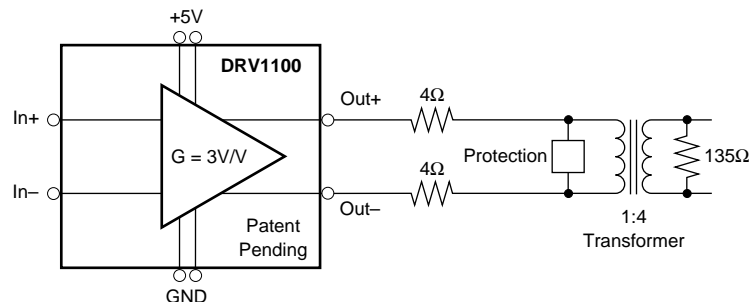 +5V
DRV1100
In+
Out+
4Ω
G = 3V/V
Protection
135Ω
In–
4Ω
Out–
Patent
Pending
1:4
Transformer
GND